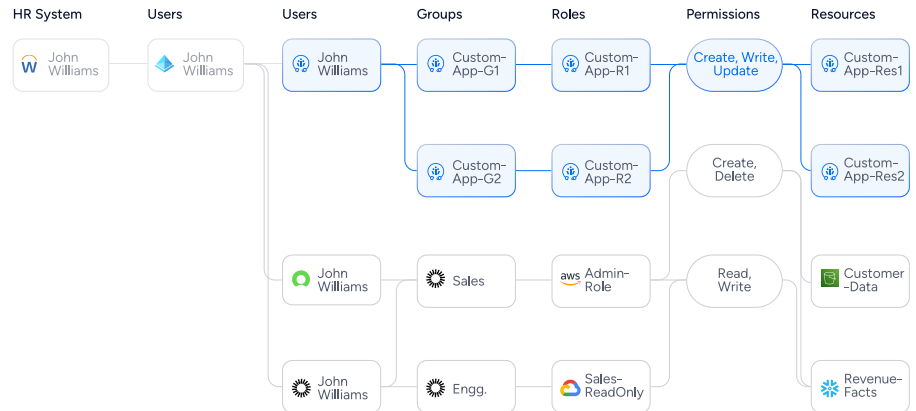 HR System
Users
Users
Groups
Roles
Permissions
Resources
W
John
Williams
John
Williams
John
Williams
Custom-
App-G1
Custom-
App-R1
Create, Write,
Update
Custom-
App-Res1
Custom-
App-G2
Custom-
App-R2
Create,
Delete
Custom-
App-Res2
John
Williams
Sales
aws
Admin-
Role
Read,
Write
Customer
-Data
John
Williams
Engg.
Sales-
ReadOnly
Revenue-
Facts